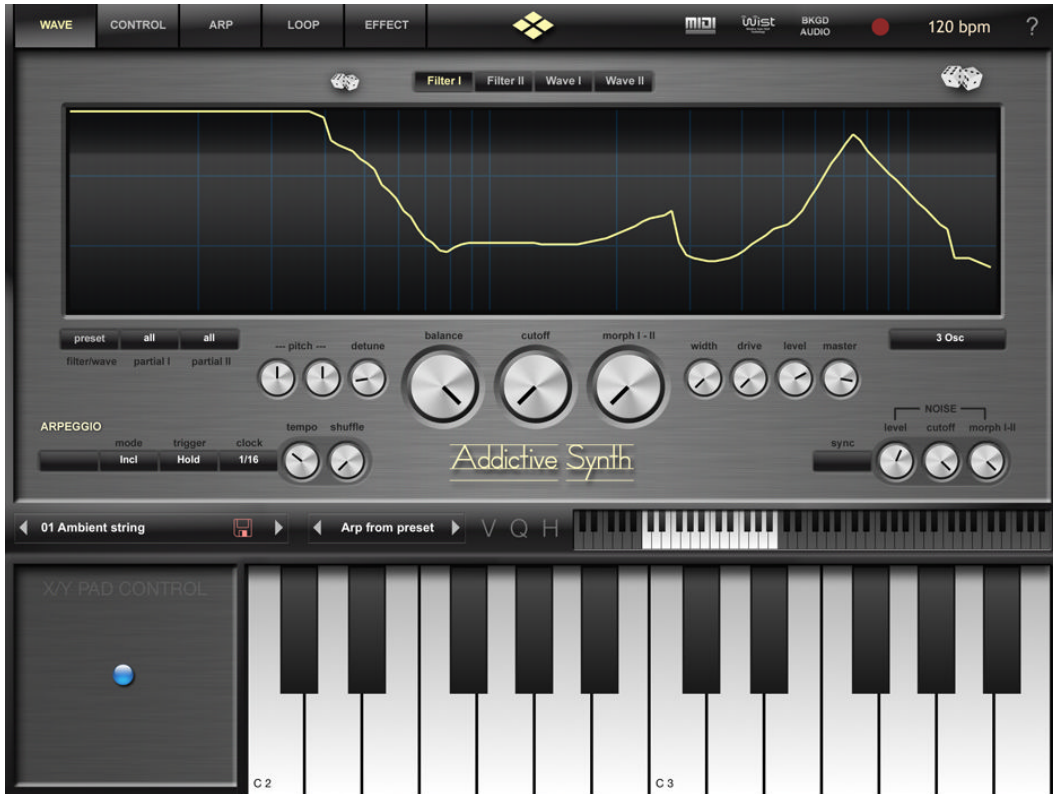 WAVE CONTROL ARP LOOP EFFECT MIDI Wist BKGD AUDIO 120 bpm ?
Filter I Filter II Wave I Wave II
preset all all 3 Osc
filter/wave partial I partial II
--- pitch --- detune balance cutoff morph I - II width drive level master
ARPEGGIO
mode trigger clock tempo shuffle
Incl Hold 1/16
Addictive Synth
NOISE
sync level cutoff morph I-II
01 Ambient string Arp from preset V Q H
X/Y PAD CONTROL
C 2 C 3